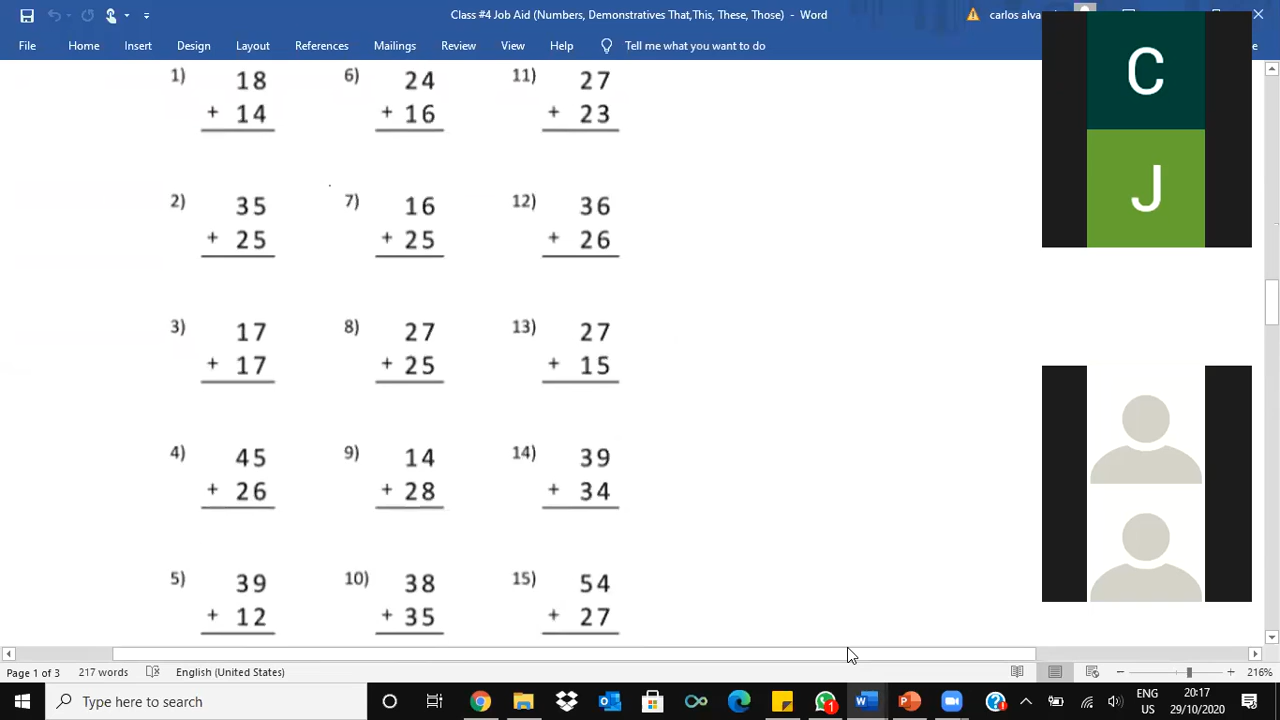 Class #4 Job Aid (Numbers, Demonstratives That,This, These, Those) - Word
carlos alva
File Home Insert Design Layout References Mailings Review View Help Tell me what you want to do
1) 18 6) 24 11) 27
+ 14 + 16 + 23
2) 35 7) 16 12) 36
+ 25 + 25 + 26
3) 17 8) 27 13) 27
+ 17 + 25 + 15
4) 45 9) 14 14) 39
+ 26 + 28 + 34
5) 39 10) 38 15) 54
+ 12 + 35 + 27
C
J
Page 1 of 3 217 words English (United States) 216%
Type here to search
1
ENG 20:17
US 29/10/2020